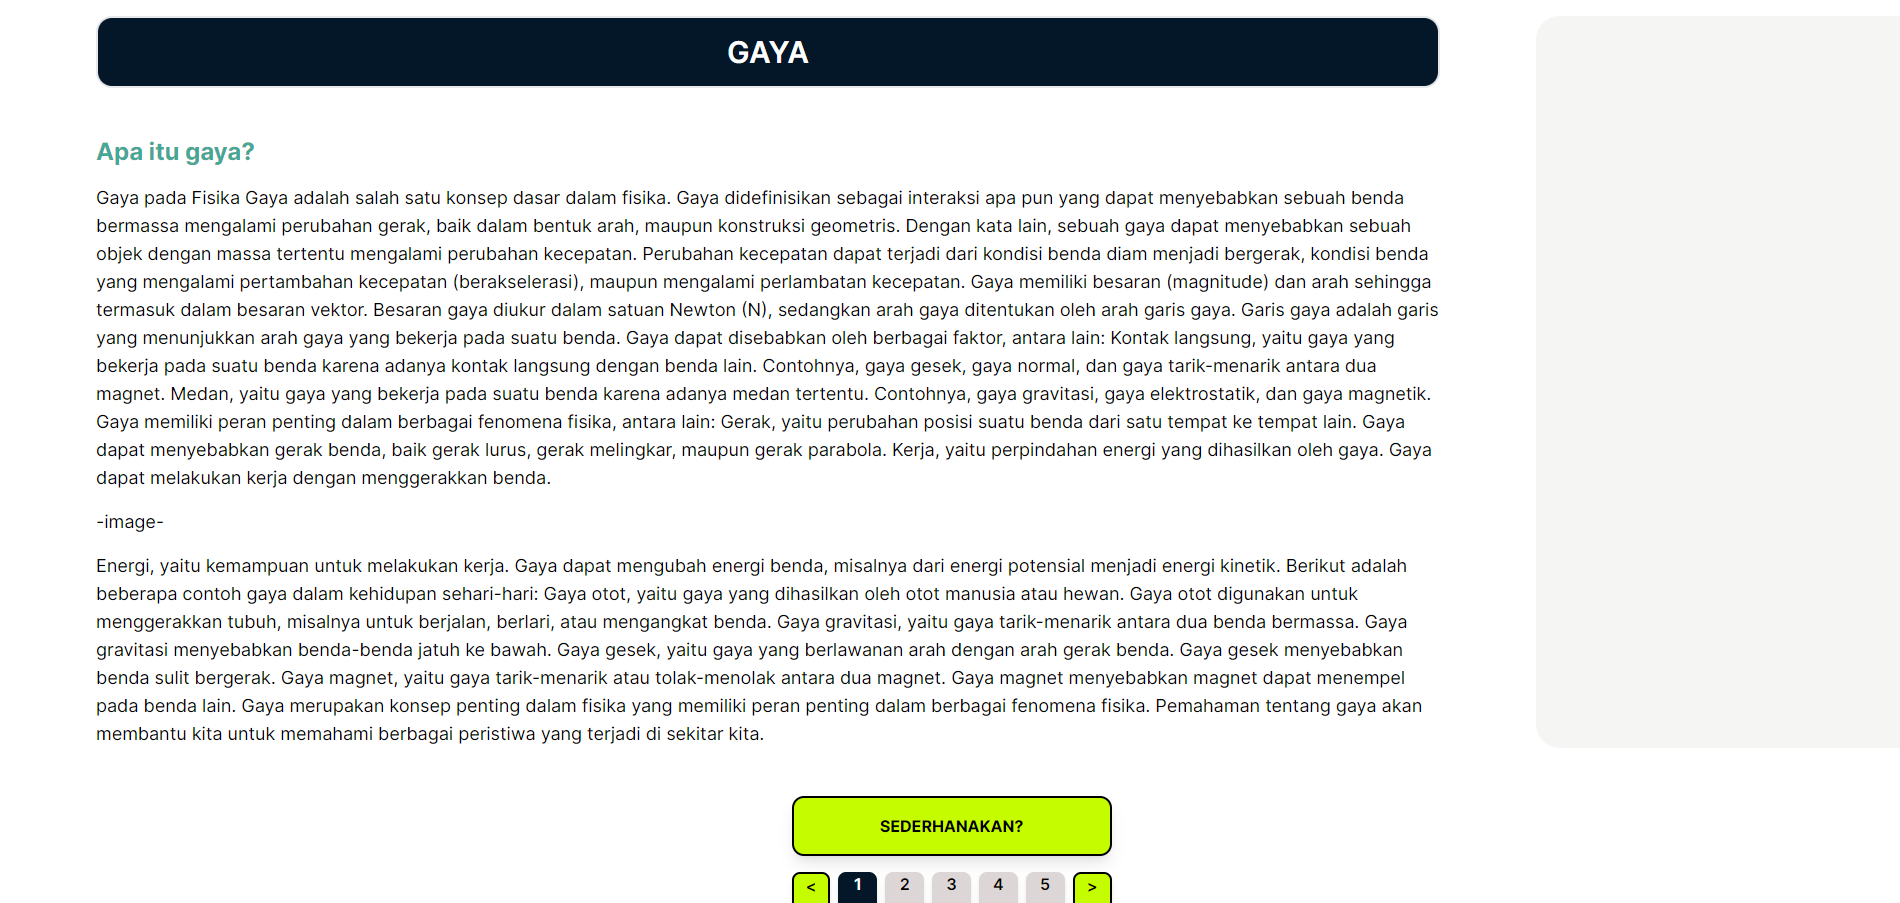 GAYA
Apa itu gaya?
Gaya pada Fisika Gaya adalah salah satu konsep dasar dalam fisika. Gaya didefinisikan sebagai interaksi apa pun yang dapat menyebabkan sebuah benda
bermassa mengalami perubahan gerak, baik dalam bentuk arah, maupun konstruksi geometris. Dengan kata lain, sebuah gaya dapat menyebabkan sebuah
objek dengan massa tertentu mengalami perubahan kecepatan. Perubahan kecepatan dapat terjadi dari kondisi benda diam menjadi bergerak, kondisi benda
yang mengalami pertambahan kecepatan (berakselerasi), maupun mengalami perlambatan kecepatan. Gaya memiliki besaran (magnitude) dan arah sehingga
termasuk dalam besaran vektor. Besaran gaya diukur dalam satuan Newton (N), sedangkan arah gaya ditentukan oleh arah garis gaya. Garis gaya adalah garis
yang menunjukkan arah gaya yang bekerja pada suatu benda. Gaya dapat disebabkan oleh berbagai faktor, antara lain: Kontak langsung, yaitu gaya yang
bekerja pada suatu benda karena adanya kontak langsung dengan benda lain. Contohnya, gaya gesek, gaya normal, dan gaya tarik-menarik antara dua
magnet. Medan, yaitu gaya yang bekerja pada suatu benda karena adanya medan tertentu. Contohnya, gaya gravitasi, gaya elektrostatik, dan gaya magnetik.
Gaya memiliki peran penting dalam berbagai fenomena fisika, antara lain: Gerak, yaitu perubahan posisi suatu benda dari satu tempat ke tempat lain. Gaya
dapat menyebabkan gerak benda, baik gerak lurus, gerak melingkar, maupun gerak parabola. Kerja, yaitu perpindahan energi yang dihasilkan oleh gaya. Gaya
dapat melakukan kerja dengan menggerakkan benda.
-image-
Energi, yaitu kemampuan untuk melakukan kerja. Gaya dapat mengubah energi benda, misalnya dari energi potensial menjadi energi kinetik. Berikut adalah
beberapa contoh gaya dalam kehidupan sehari-hari: Gaya otot, yaitu gaya yang dihasilkan oleh otot manusia atau hewan. Gaya otot digunakan untuk
menggerakkan tubuh, misalnya untuk berjalan, berlari, atau mengangkat benda. Gaya gravitasi, yaitu gaya tarik-menarik antara dua benda bermassa. Gaya
gravitasi menyebabkan benda-benda jatuh ke bawah. Gaya gesek, yaitu gaya yang berlawanan arah dengan arah gerak benda. Gaya gesek menyebabkan
benda sulit bergerak. Gaya magnet, yaitu gaya tarik-menarik atau tolak-menolak antara dua magnet. Gaya magnet menyebabkan magnet dapat menempel
pada benda lain. Gaya merupakan konsep penting dalam fisika yang memiliki peran penting dalam berbagai fenomena fisika. Pemahaman tentang gaya akan
membantu kita untuk memahami berbagai peristiwa yang terjadi di sekitar kita.
SEDERHANAKAN?
< 1 2 3 4 5 >